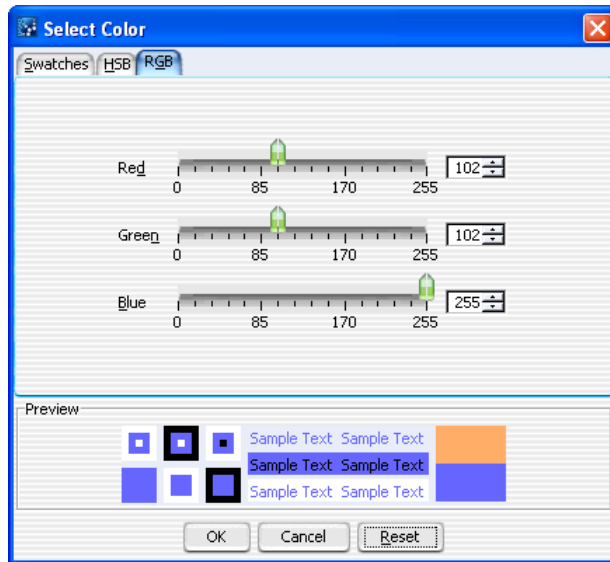 Select Color
Swatches HSB RGB
Red 102
0 85 170 255
Green 102
0 85 170 255
Blue 255
0 85 170 255
Preview
Sample Text Sample Text
Sample Text Sample Text
Sample Text Sample Text
OK Cancel Reset